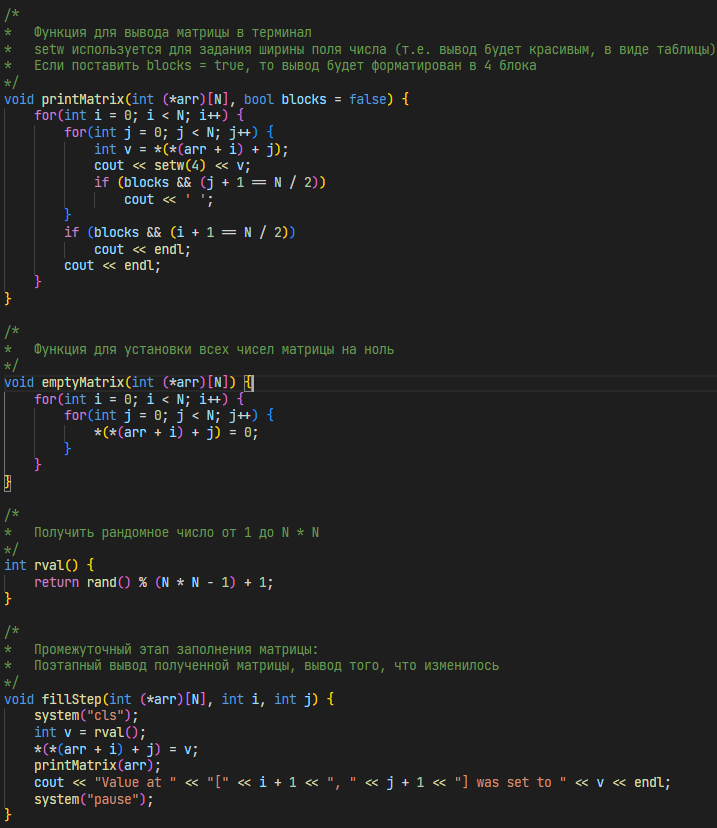 /*
*   Функция для вывода матрицы в терминал
*   setw используется для задания ширины поля числа (т.е. вывод будет красивым, в виде таблицы)
*   Если поставить blocks = true, то вывод будет форматирован в 4 блока
*/
void printMatrix(int (*arr)[N], bool blocks = false) {
    for(int i = 0; i < N; i++) {
        for(int j = 0; j < N; j++) {
            int v = *(*(arr + i) + j);
            cout << setw(4) << v;
            if (blocks && (j + 1 == N / 2))
                cout << ' ';
        }
        if (blocks && (i + 1 == N / 2))
            cout << endl;
        cout << endl;
    }
}

/*
*   Функция для установки всех чисел матрицы на ноль
*/
void emptyMatrix(int (*arr)[N]) {
    for(int i = 0; i < N; i++) {
        for(int j = 0; j < N; j++) {
            *(*(arr + i) + j) = 0;
        }
    }
}

/*
*   Получить рандомное число от 1 до N * N
*/
int rval() {
    return rand() % (N * N - 1) + 1;
}

/*
*   Промежуточный этап заполнения матрицы:
*   Поэтапный вывод полученной матрицы, вывод того, что изменилось
*/
void fillStep(int (*arr)[N], int i, int j) {
    system("cls");
    int v = rval();
    *(*(arr + i) + j) = v;
    printMatrix(arr);
    cout << "Value at " << "[" << i + 1 << ", " << j + 1 << "] was set to " << v << endl;
    system("pause");
}